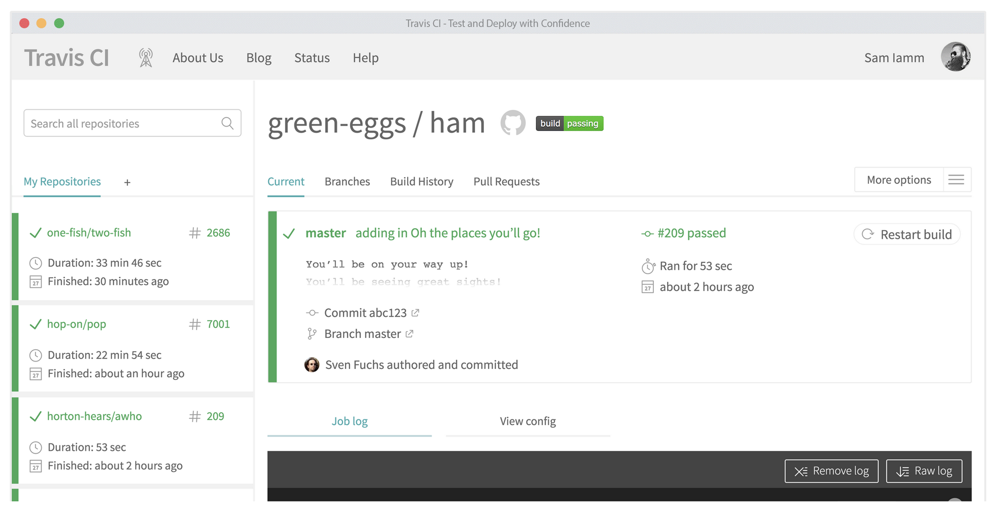 Travis CI - Test and Deploy with Confidence
Travis CI About Us Blog Status Help Sam Iamm
Search all repositories
My Repositories +
one-fish/two-fish # 2686
Duration: 33 min 46 sec
27 Finished: 30 minutes ago
hop-on/pop # 7001
Duration: 22 min 54 sec
27 Finished: about an hour ago
horton-hears/awho # 209
Duration: 53 sec
27 Finished: about 2 hours ago
green-eggs / ham build passing
Current Branches Build History Pull Requests More options
master adding in Oh the places you’ll go! #209 passed Restart build
You’ll be on your way up!
You’ll be seeing great sights!
Ran for 53 sec
27 about 2 hours ago
Commit abc123
Branch master
Sven Fuchs authored and committed
Job log View config
Remove log Raw log